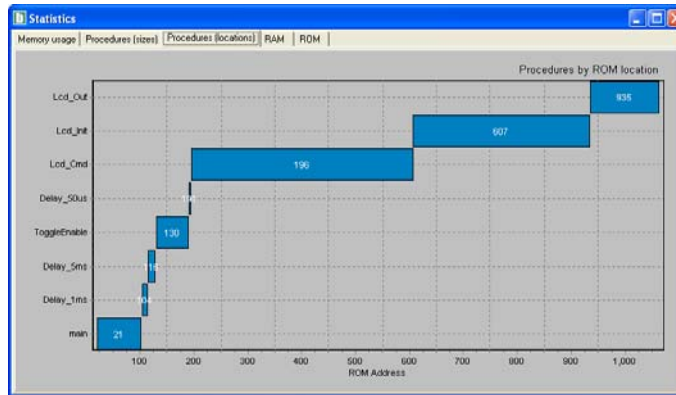 Statistics
Memory usage Procedures (sizes) Procedures (locations) RAM ROM
Procedures by ROM location
Lcd_Out 935
Lcd_Init 607
Lcd_Cmd 196
Delay_50us
ToggleEnable 130
Delay_5ms 115
Delay_1ms 104
main 21
100 200 300 400 500 600 700 800 900 1,000
ROM Address